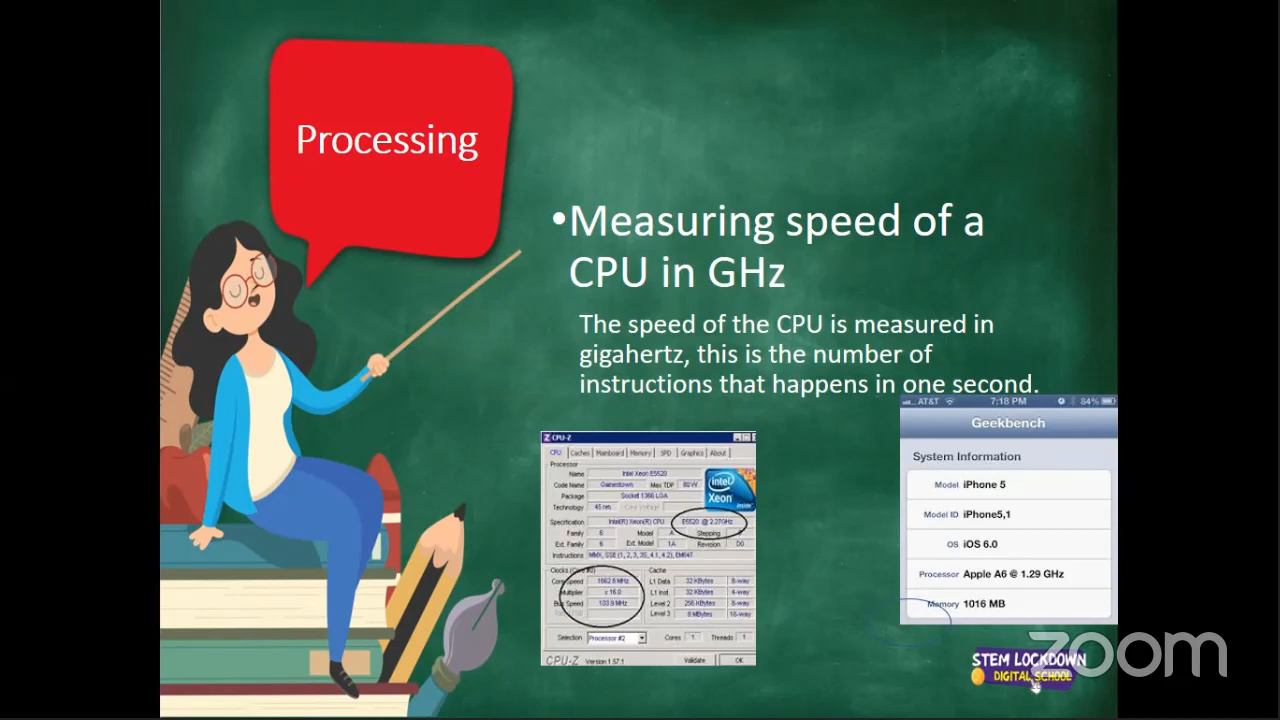 Processing
•Measuring speed of a
CPU in GHz
The speed of the CPU is measured in
gigahertz, this is the number of
instructions that happens in one second.
CPU-Z
CPU Caches Mainboard Memory SPD Graphics About
Processor
Name Intel Xeon E5520
Code Name Gainestown Max TDP 80 W
Package Socket 1366 LGA
Technology 45 nm Core Voltage
Specification Intel(R) Xeon(R) CPU E5520 @ 2.27GHz
Family 6 Model A Stepping
Ext. Family 6 Ext. Model 1A Revision D0
Instructions MMX, SSE (1, 2, 3, 3S, 4.1, 4.2), EM64T
intel
Xeon
inside
Clocks (Core #0)
Core Speed 1662.8 MHz
Multiplier x 16.0
Bus Speed 103.9 MHz
Cache
L1 Data 32 KBytes 8-way
L1 Inst. 32 KBytes 4-way
Level 2 256 KBytes 8-way
Level 3 8 MBytes 16-way
Selection Processor #2 Cores 1 Threads 1
CPU-Z Version 1.57.1 Validate OK
AT&T 7:18 PM 84%
Geekbench
System Information
Model iPhone 5
Model ID iPhone5,1
OS iOS 6.0
Processor Apple A6 @ 1.29 GHz
Memory 1016 MB
STEM LOCKDOWN
DIGITAL SCHOOL
zoom